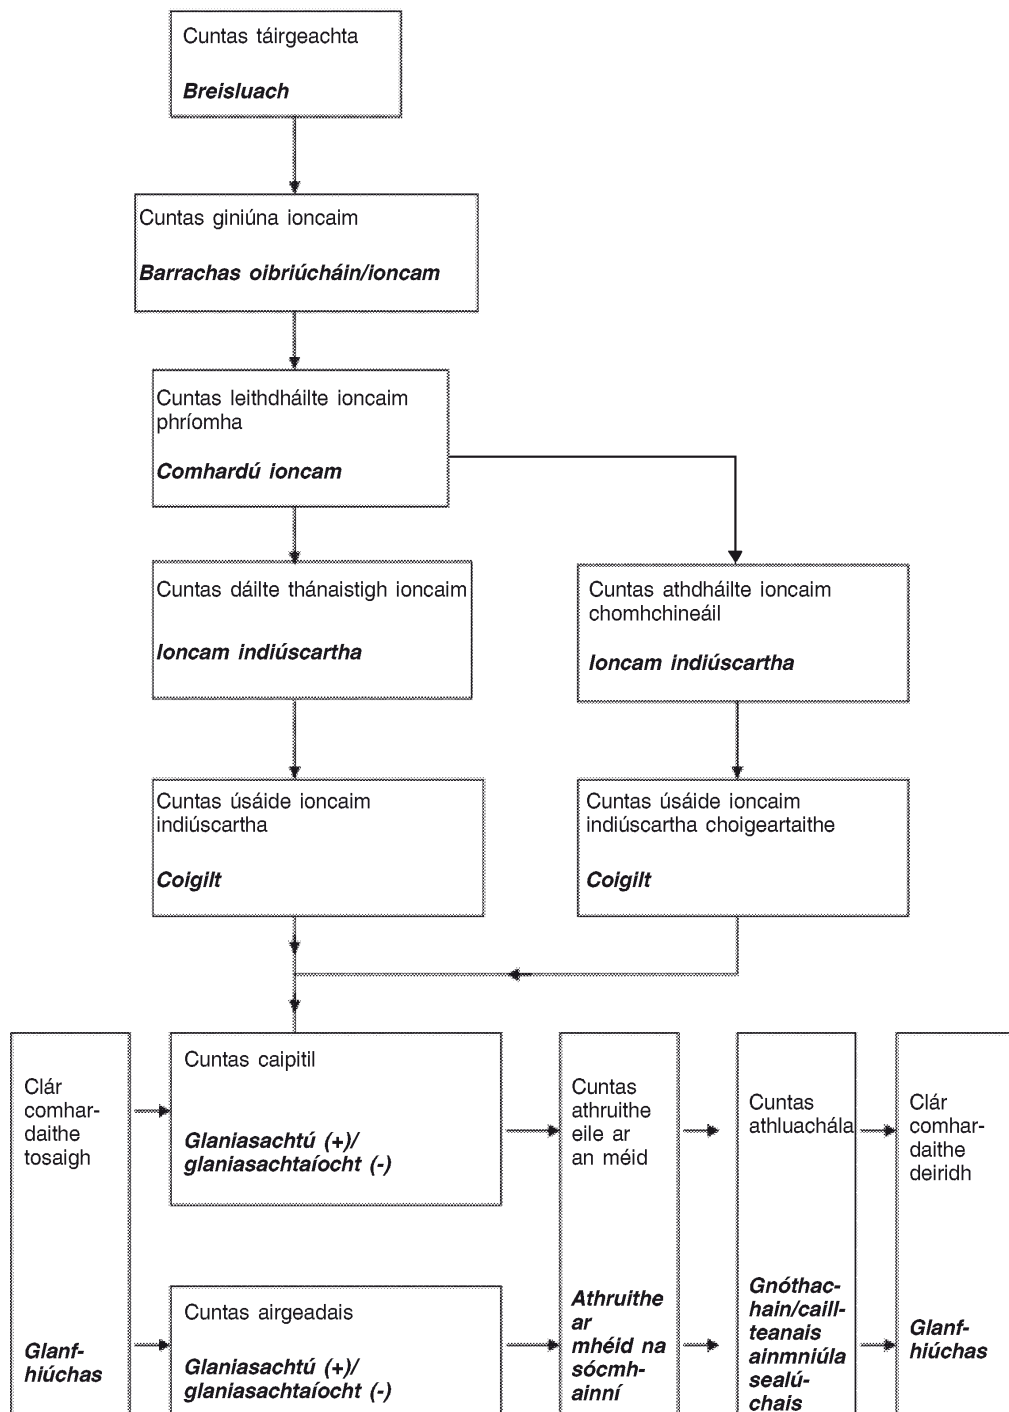 Cuntas táirgeachta
Breisluach
Cuntas giniúna ioncaim
Barrachas oibriúcháin/ioncam
Cuntas leithdháilte ioncaim
phríomha
Comhardú ioncam
Cuntas dáilte thánaistigh ioncaim
Ioncam indiúscartha
Cuntas athdháilte ioncaim
chomhchineáil
Ioncam indiúscartha
Cuntas úsáide ioncaim
indiúscartha
Coigilt
Cuntas úsáide ioncaim
indiúscartha choigeartaithe
Coigilt
Clár
comhar-
daithe
tosaigh
Glanf-
hiúchas
Cuntas caipitil
Glaniasachtú (+)/
glaniasachtaíocht (-)
Cuntas airgeadais
Glaniasachtú (+)/
glaniasachtaíocht (-)
Cuntas
athruithe
eile ar
an méid
Athruithe
ar
mhéid na
sócmh-
ainní
Cuntas
athluachála
Gnóthac-
hain/caill-
teanais
ainmniúla
sealú-
chais
Clár
comhar-
daithe
deiridh
Glanf-
hiúchas